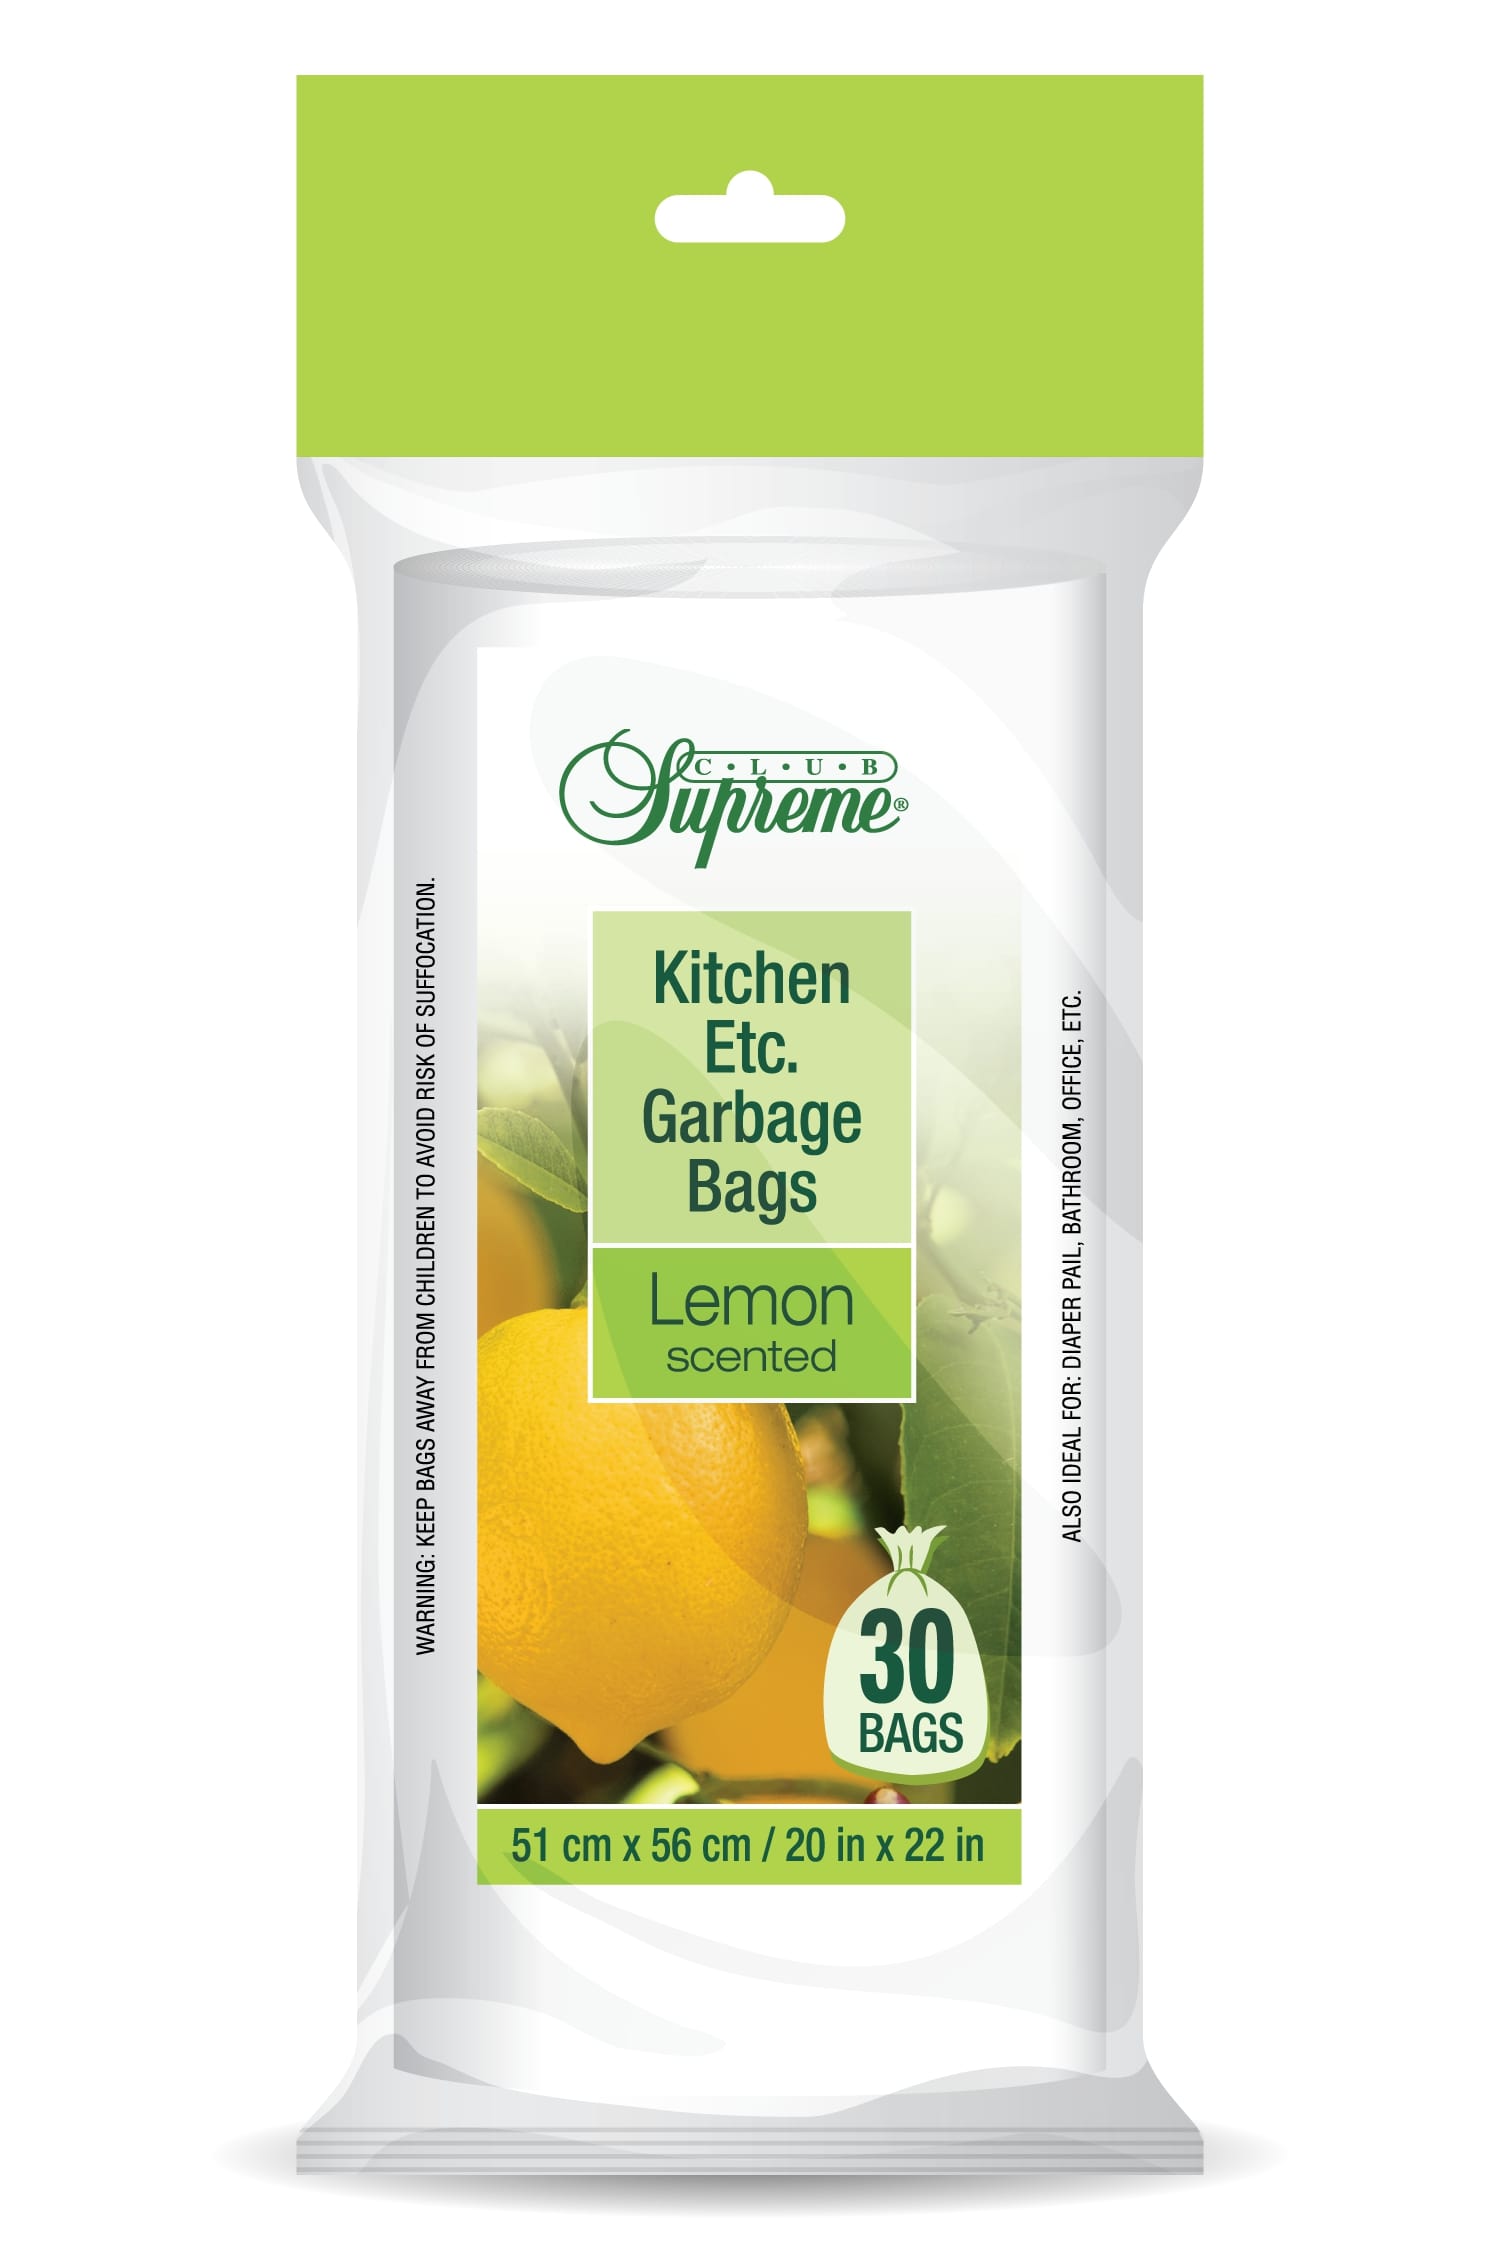 C • L • U • B
Supreme®
Kitchen
Etc.
Garbage
Bags
Lemon
scented
30
BAGS
51 cm x 56 cm / 20 in x 22 in
WARNING: KEEP BAGS AWAY FROM CHILDREN TO AVOID RISK OF SUFFOCATION.
ALSO IDEAL FOR: DIAPER PAIL, BATHROOM, OFFICE, ETC.